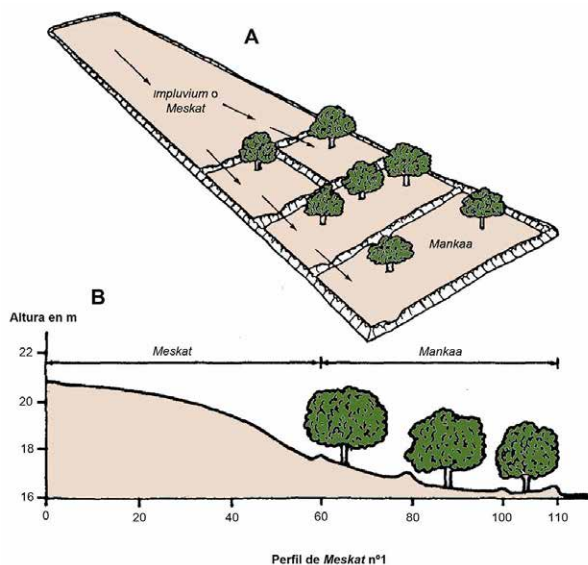 A
impluvium o
Meskat
Mankaa
B
Altura en m
Meskat
Mankaa
22
20
18
16
0
20
40
60
80
100
110
Perfil de Meskat nº1